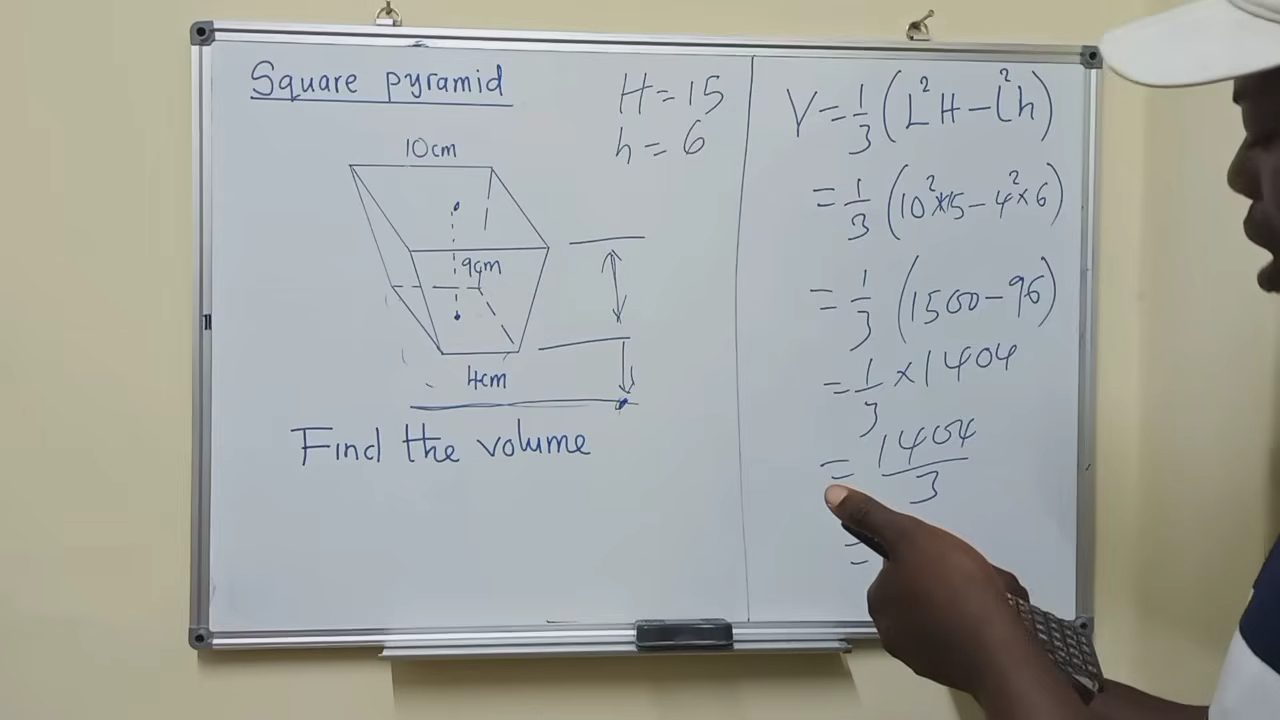 Square pyramid
H = 15
h = 6
10cm
9cm
4cm
Find the volume
V = 1/3 (L²H - l²h)
= 1/3 (10² × 15 - 4² × 6)
= 1/3 (1500 - 96)
= 1/3 × 1404
= 1404/3
=